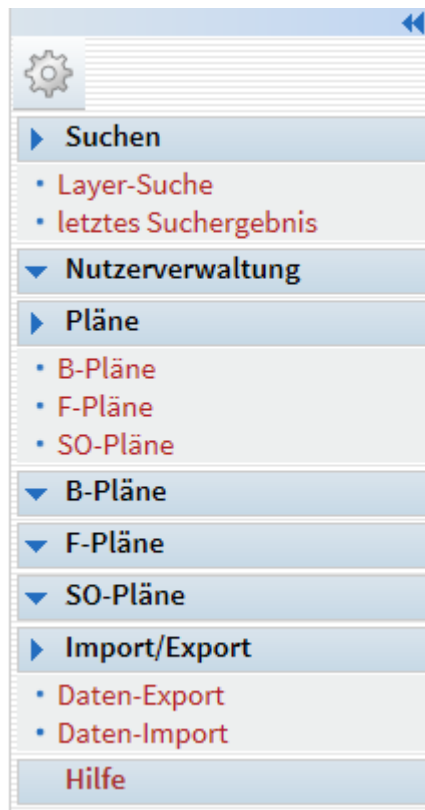 Suchen
Layer-Suche
letztes Suchergebnis
Nutzerverwaltung
Pläne
B-Pläne
F-Pläne
SO-Pläne
B-Pläne
F-Pläne
SO-Pläne
Import/Export
Daten-Export
Daten-Import
Hilfe